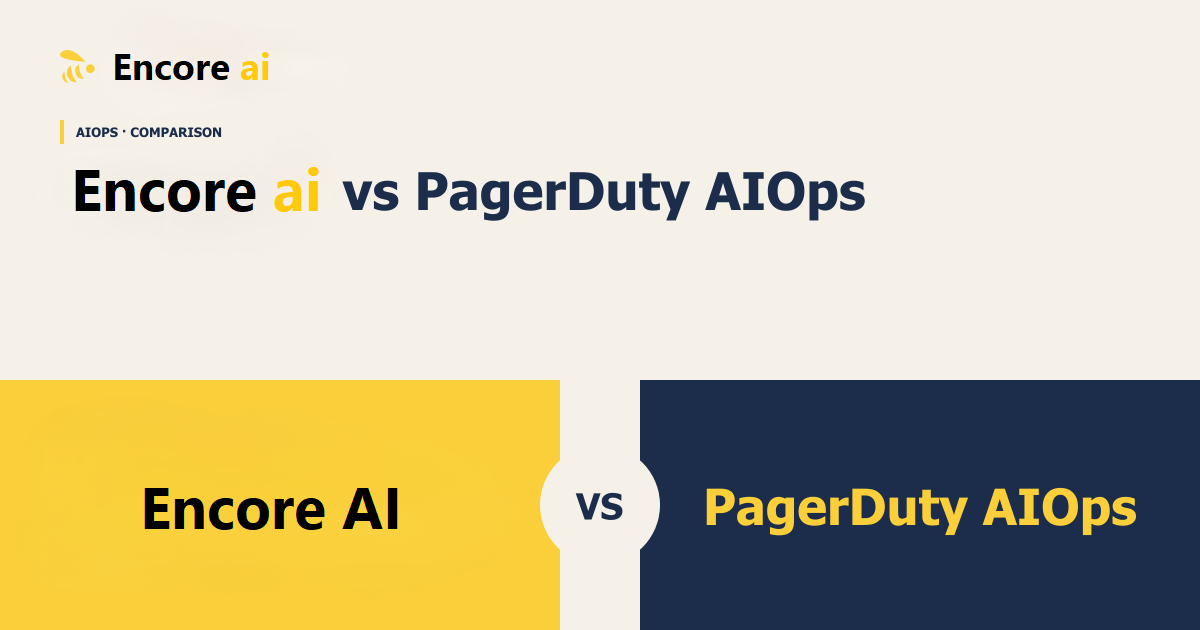 Encore ai
AIOPS · COMPARISON
Encore ai vs PagerDuty AIOps
Encore AI
VS
PagerDuty AIOps